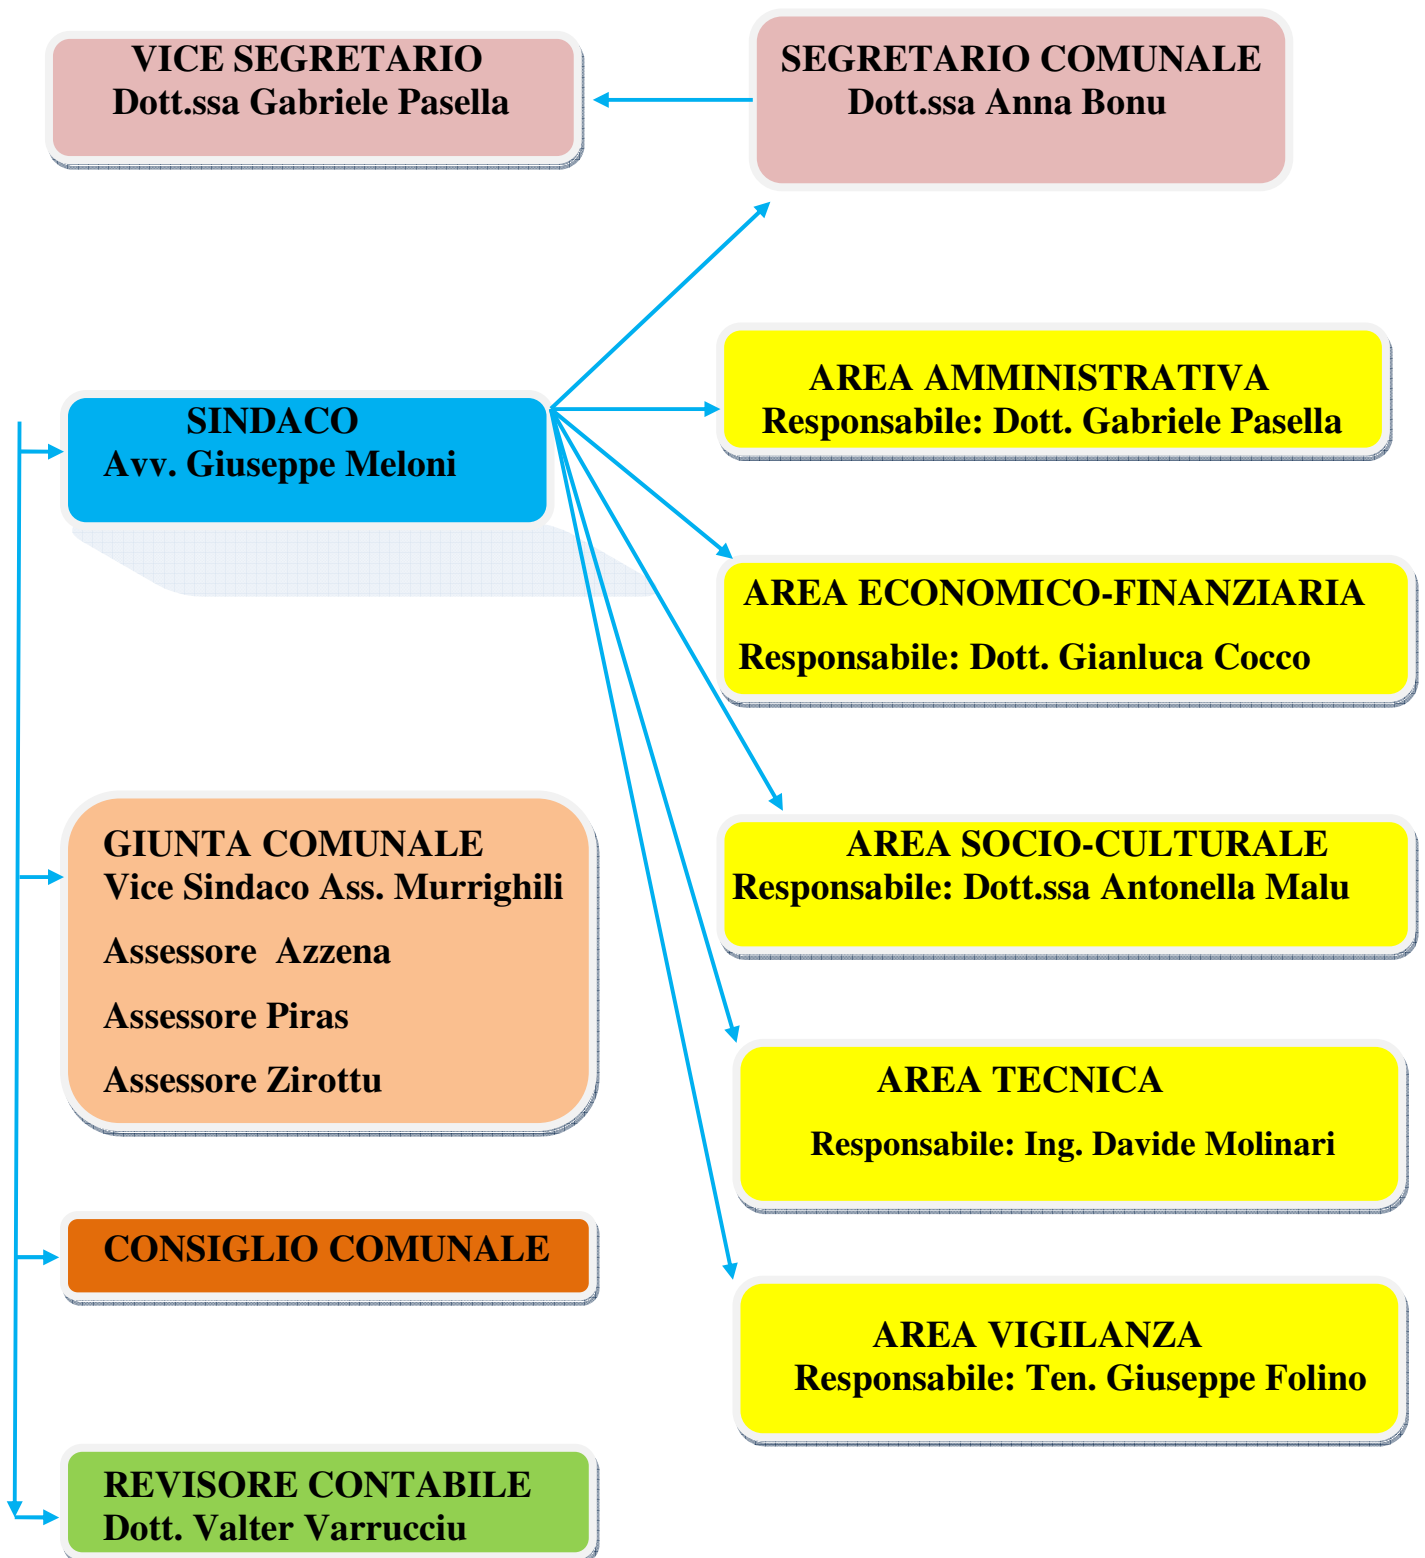 VICE SEGRETARIO
Dott.ssa Gabriele Pasella
SEGRETARIO COMUNALE
Dott.ssa Anna Bonu
SINDACO
Avv. Giuseppe Meloni
AREA AMMINISTRATIVA
Responsabile: Dott. Gabriele Pasella
AREA ECONOMICO-FINANZIARIA
Responsabile: Dott. Gianluca Cocco
GIUNTA COMUNALE
Vice Sindaco Ass. Murrighili
Assessore Azzena
Assessore Piras
Assessore Zirottu
AREA SOCIO-CULTURALE
Responsabile: Dott.ssa Antonella Malu
AREA TECNICA
Responsabile: Ing. Davide Molinari
CONSIGLIO COMUNALE
AREA VIGILANZA
Responsabile: Ten. Giuseppe Folino
REVISORE CONTABILE
Dott. Valter Varrucciu